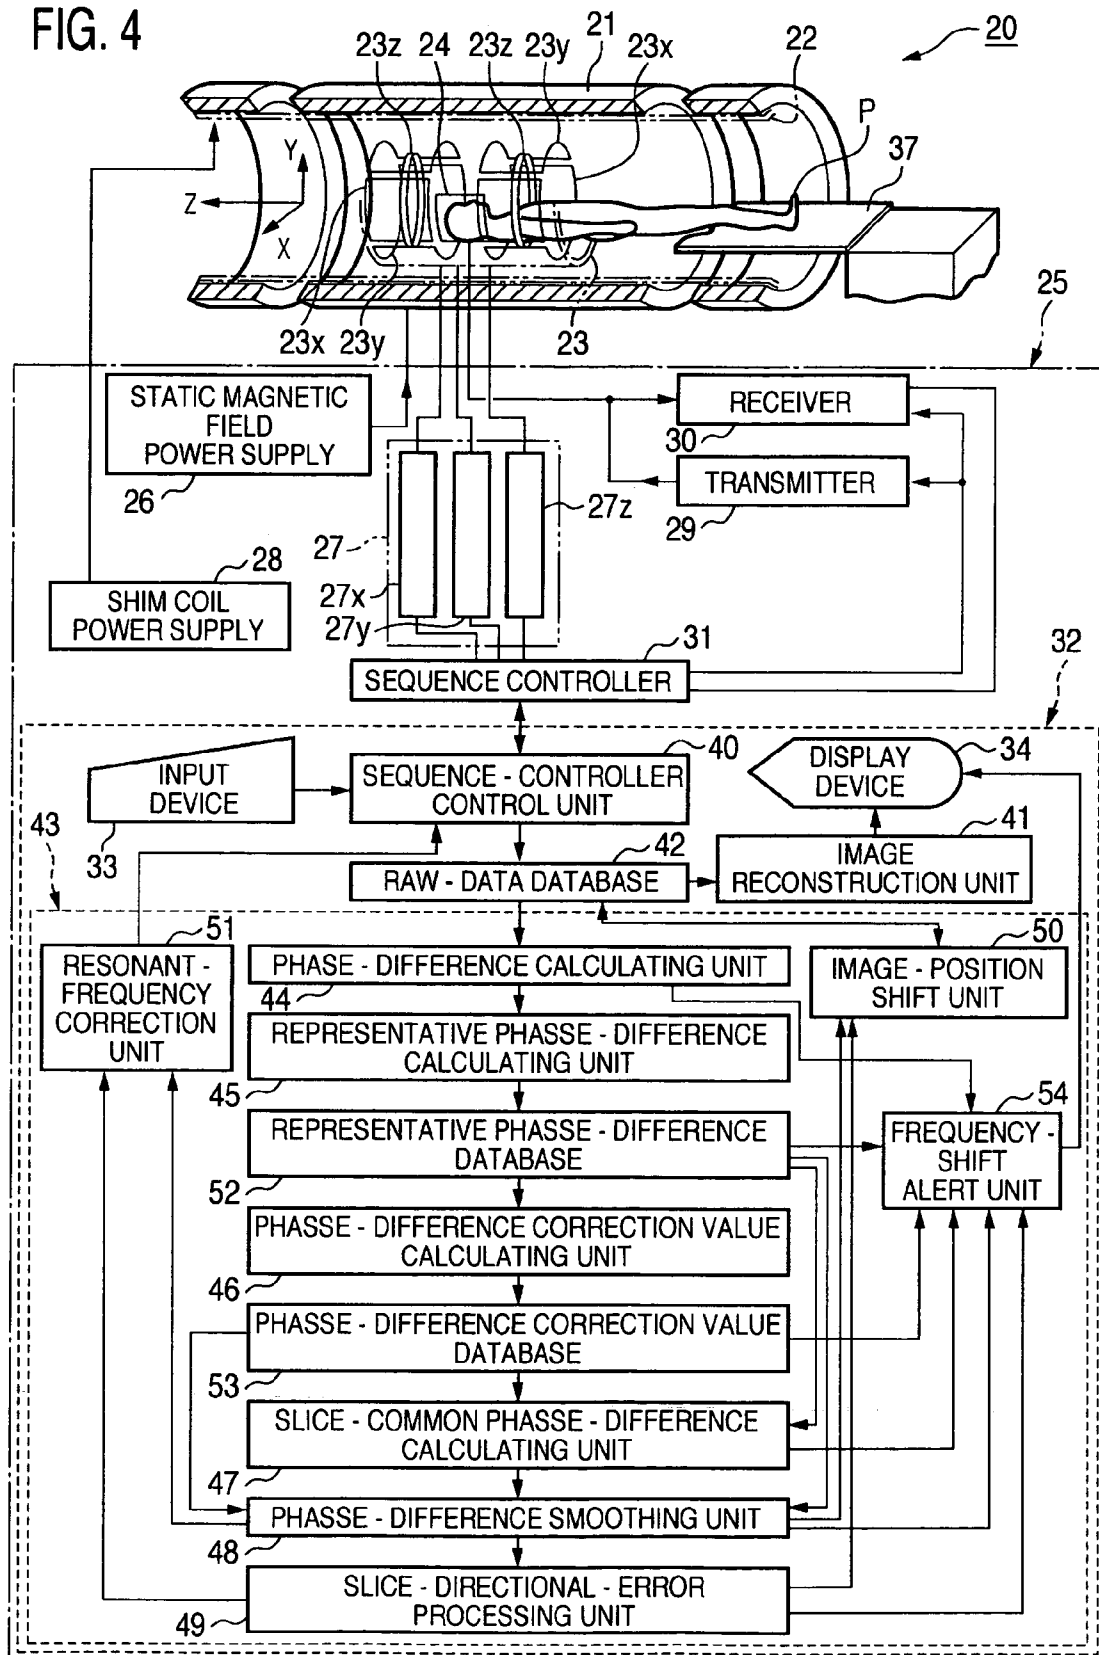 FIG. 4
20
23z 24 23z 23y 21 23x 22
P
37
Y
Z
X
23x 23y 23
25
STATIC MAGNETIC
FIELD
POWER SUPPLY
26
RECEIVER
30
TRANSMITTER
29
27z
27
27x
27y
28
SHIM COIL
POWER SUPPLY
31
SEQUENCE CONTROLLER
32
INPUT
DEVICE
33
40
SEQUENCE - CONTROLLER
CONTROL UNIT
DISPLAY
DEVICE
34
43
42
RAW - DATA DATABASE
41
IMAGE
RECONSTRUCTION UNIT
51
RESONANT -
FREQUENCY
CORRECTION
UNIT
PHASE - DIFFERENCE CALCULATING UNIT
44
50
IMAGE - POSITION
SHIFT UNIT
REPRESENTATIVE PHASSE - DIFFERENCE
CALCULATING UNIT
45
REPRESENTATIVE PHASSE - DIFFERENCE
DATABASE
52
54
FREQUENCY -
SHIFT
ALERT UNIT
PHASSE - DIFFERENCE CORRECTION VALUE
CALCULATING UNIT
46
PHASSE - DIFFERENCE CORRECTION VALUE
DATABASE
53
SLICE - COMMON PHASSE - DIFFERENCE
CALCULATING UNIT
47
PHASSE - DIFFERENCE SMOOTHING UNIT
48
SLICE - DIRECTIONAL - ERROR
PROCESSING UNIT
49